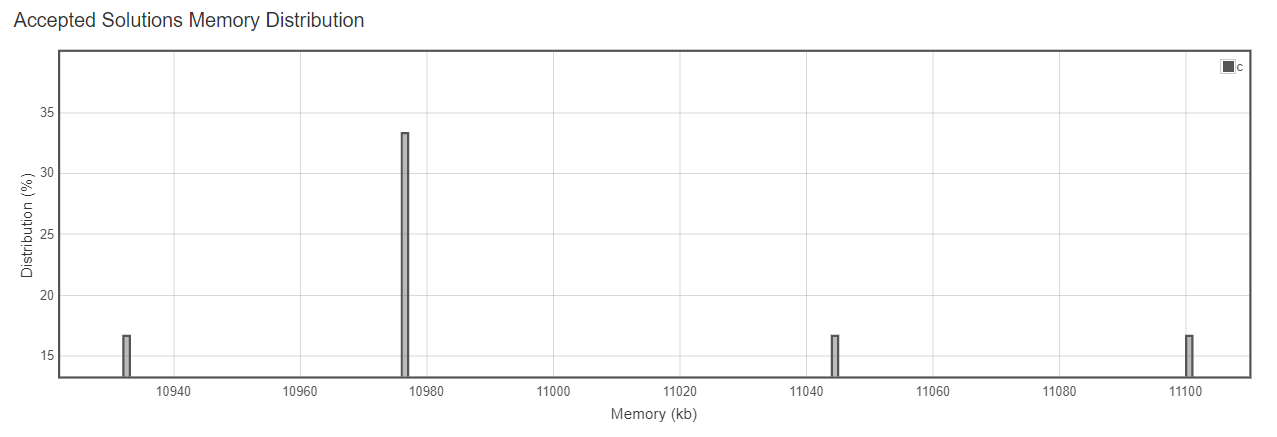 Accepted Solutions Memory Distribution
c
35
30
25
20
15
Distribution (%)
10940 10960 10980 11000 11020 11040 11060 11080 11100
Memory (kb)